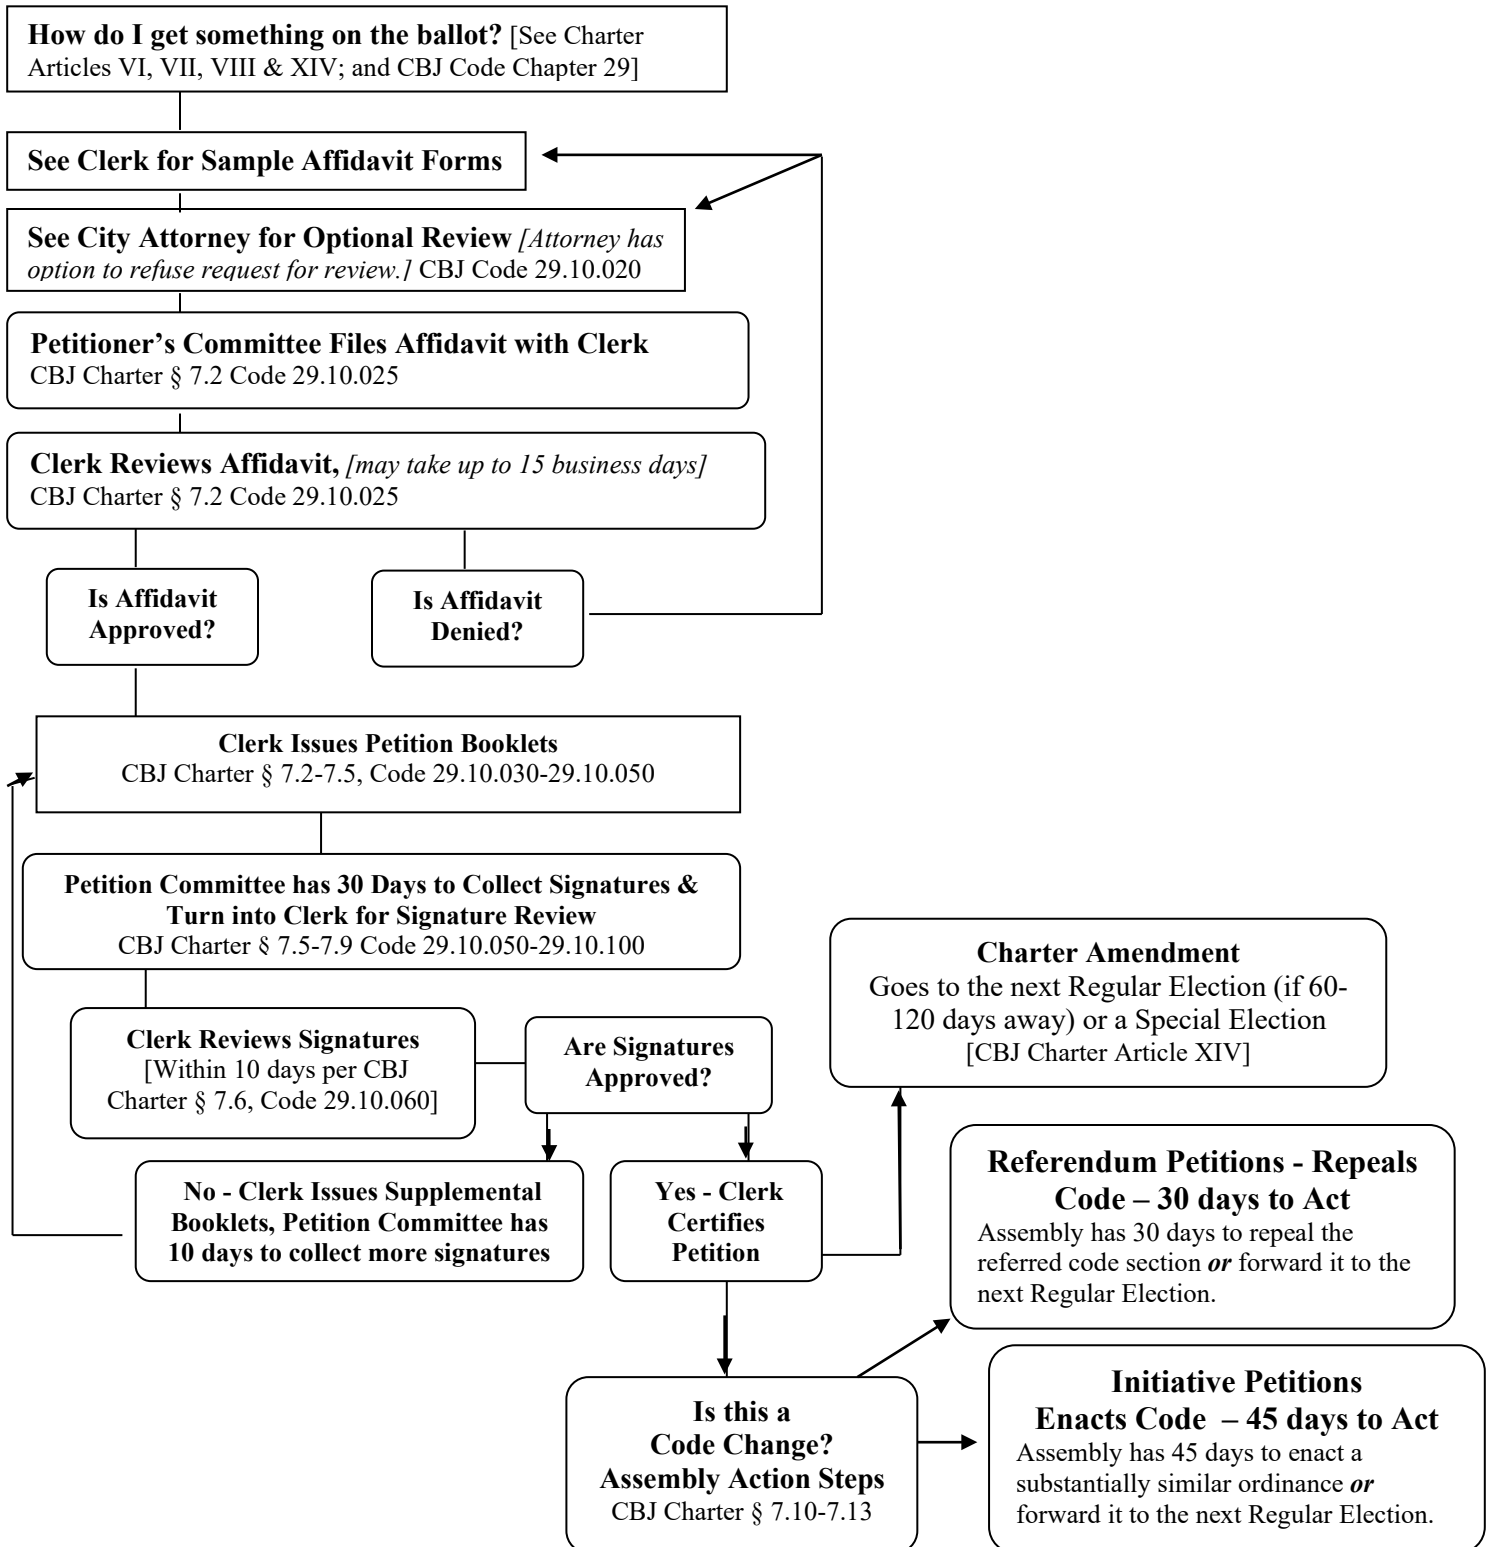 How do I get something on the ballot? [See Charter
Articles VI, VII, VIII & XIV; and CBJ Code Chapter 29]
See Clerk for Sample Affidavit Forms
See City Attorney for Optional Review [Attorney has
option to refuse request for review.] CBJ Code 29.10.020
Petitioner’s Committee Files Affidavit with Clerk
CBJ Charter § 7.2 Code 29.10.025
Clerk Reviews Affidavit, [may take up to 15 business days]
CBJ Charter § 7.2 Code 29.10.025
Is Affidavit
Approved?
Is Affidavit
Denied?
Clerk Issues Petition Booklets
CBJ Charter § 7.2-7.5, Code 29.10.030-29.10.050
Petition Committee has 30 Days to Collect Signatures &
Turn into Clerk for Signature Review
CBJ Charter § 7.5-7.9 Code 29.10.050-29.10.100
Clerk Reviews Signatures
[Within 10 days per CBJ
Charter § 7.6, Code 29.10.060]
Are Signatures
Approved?
No - Clerk Issues Supplemental
Booklets, Petition Committee has
10 days to collect more signatures
Yes - Clerk
Certifies
Petition
Charter Amendment
Goes to the next Regular Election (if 60-
120 days away) or a Special Election
[CBJ Charter Article XIV]
Referendum Petitions - Repeals
Code – 30 days to Act
Assembly has 30 days to repeal the
referred code section or forward it to the
next Regular Election.
Is this a
Code Change?
Assembly Action Steps
CBJ Charter § 7.10-7.13
Initiative Petitions
Enacts Code – 45 days to Act
Assembly has 45 days to enact a
substantially similar ordinance or
forward it to the next Regular Election.